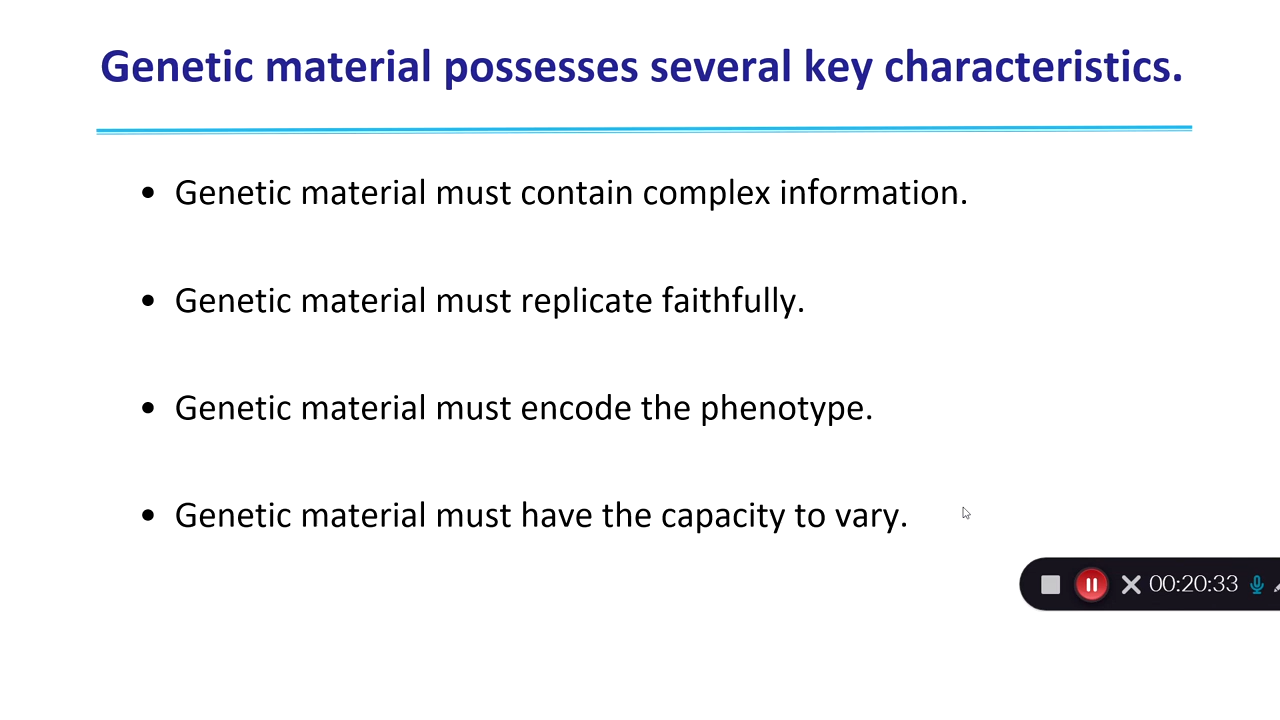 Genetic material possesses several key characteristics.
• Genetic material must contain complex information.
• Genetic material must replicate faithfully.
• Genetic material must encode the phenotype.
• Genetic material must have the capacity to vary.
00:20:33